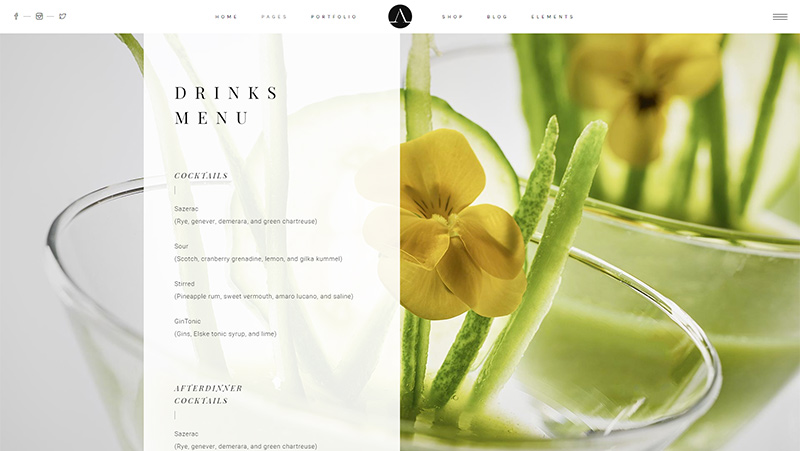 HOME PAGES PORTFOLIO A SHOP BLOG ELEMENTS
DRINKS
MENU
COCKTAILS
Sazerac
(Rye, genever, demerara, and green chartreuse)
Sour
(Scotch, cranberry grenadine, lemon, and gilka kummel)
Stirred
(Pineapple rum, sweet vermouth, amaro lucano, and saline)
GinTonic
(Gins, Elske tonic syrup, and lime)
AFTERDINNER
COCKTAILS
Sazerac
(Rye, genever, demerara, and green chartreuse)